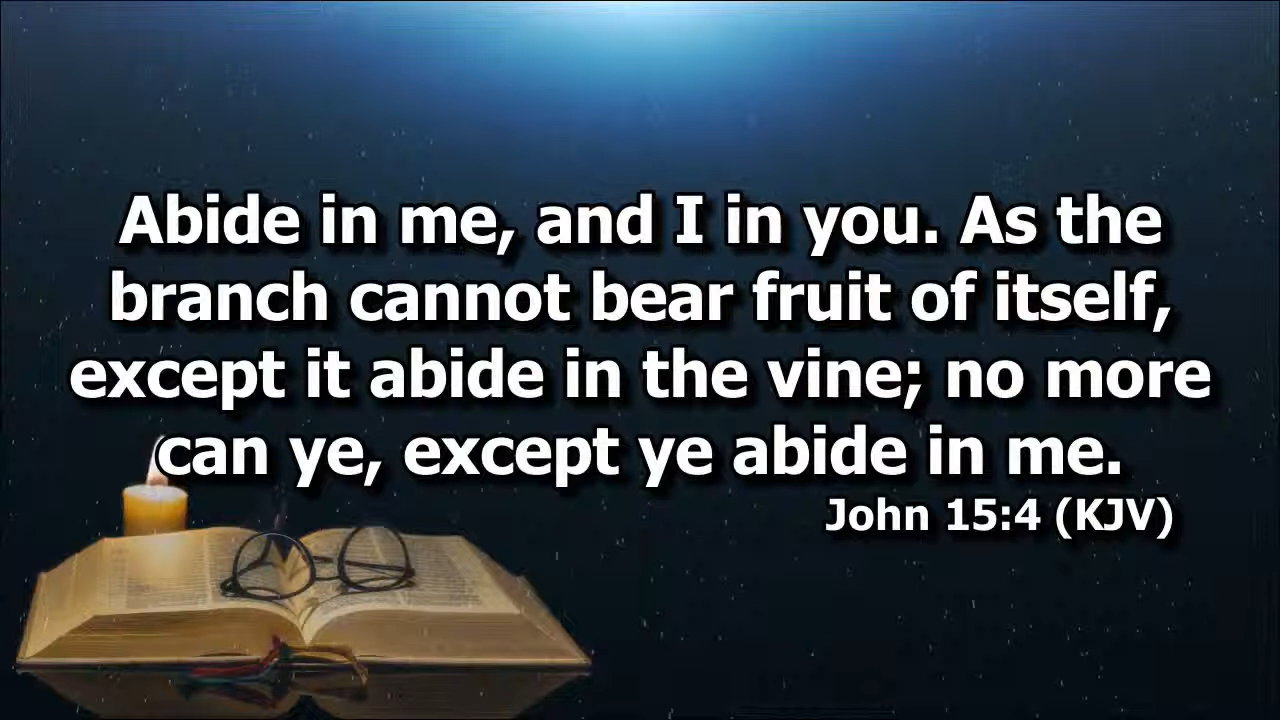 Abide in me, and I in you. As the
branch cannot bear fruit of itself,
except it abide in the vine; no more
can ye, except ye abide in me.
John 15:4 (KJV)